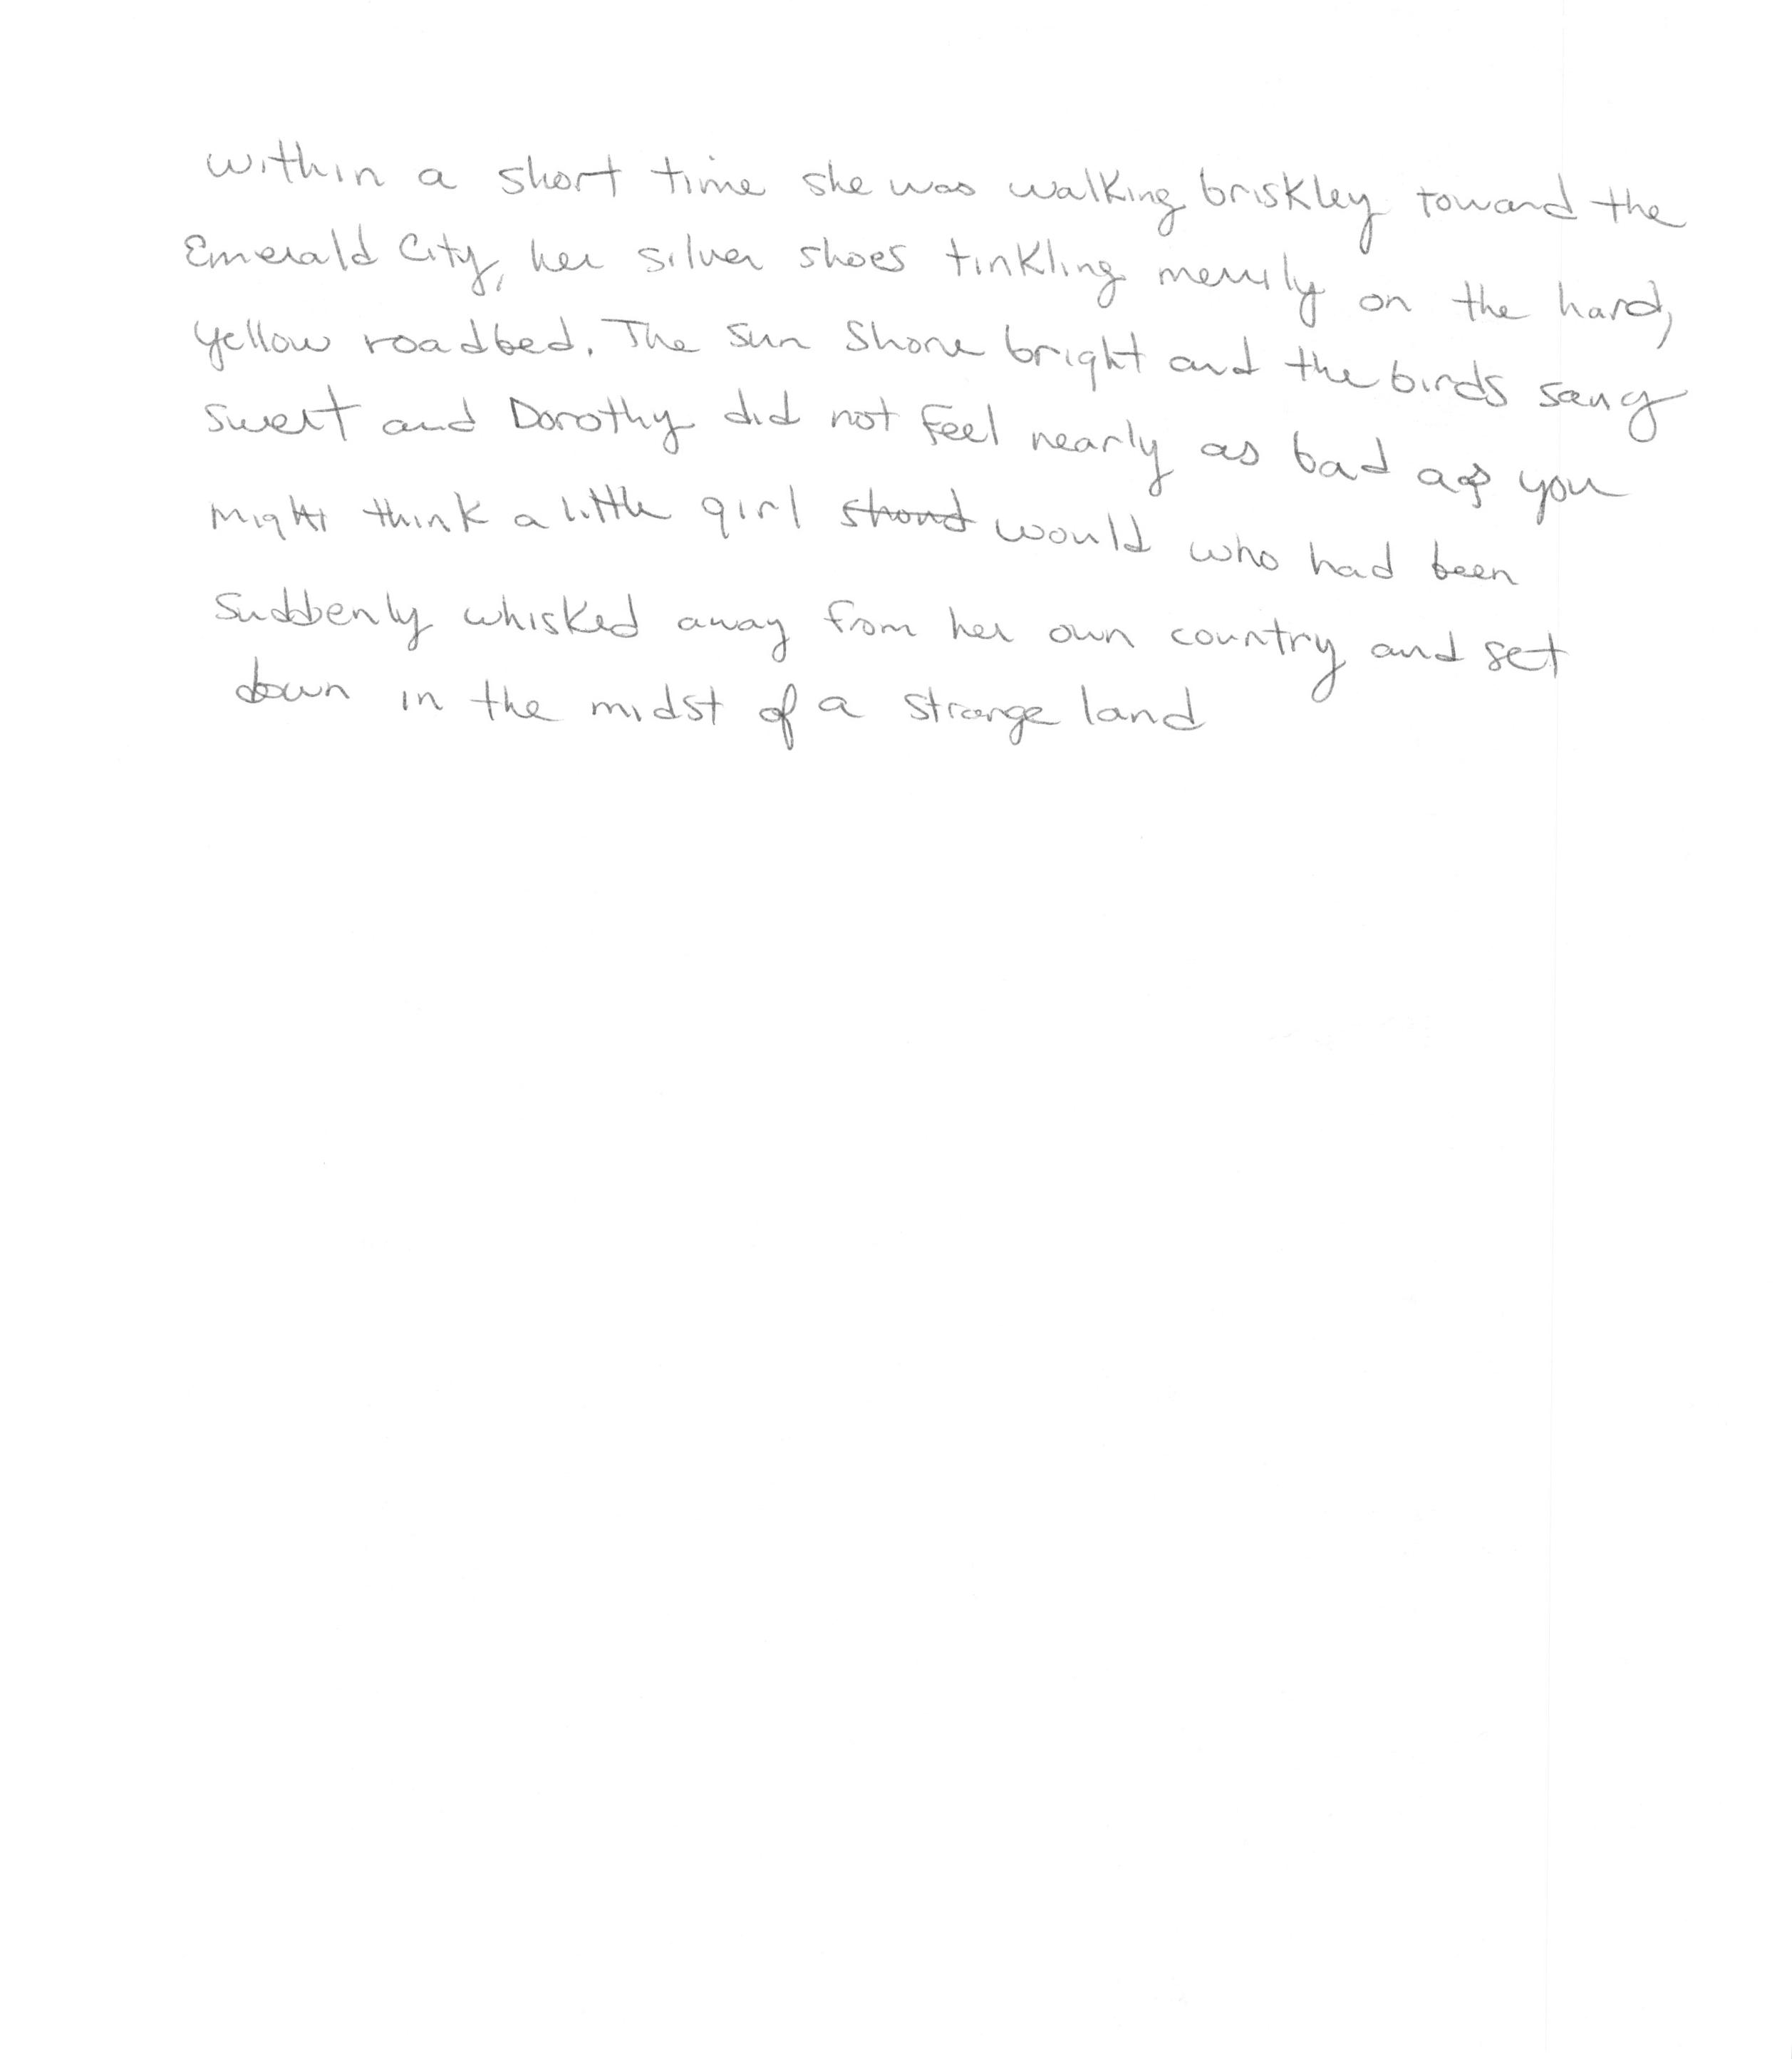 within a short time she was walking briskley toward the
Emerald City, her silver shoes tinkling merrily on the hard,
yellow roadbed. The sun shone bright and the birds sang
sweet and Dorothy did not feel nearly as bad as you
might think a little girl would who had been
suddenly whisked away from her own country and set
down in the midst of a strange land